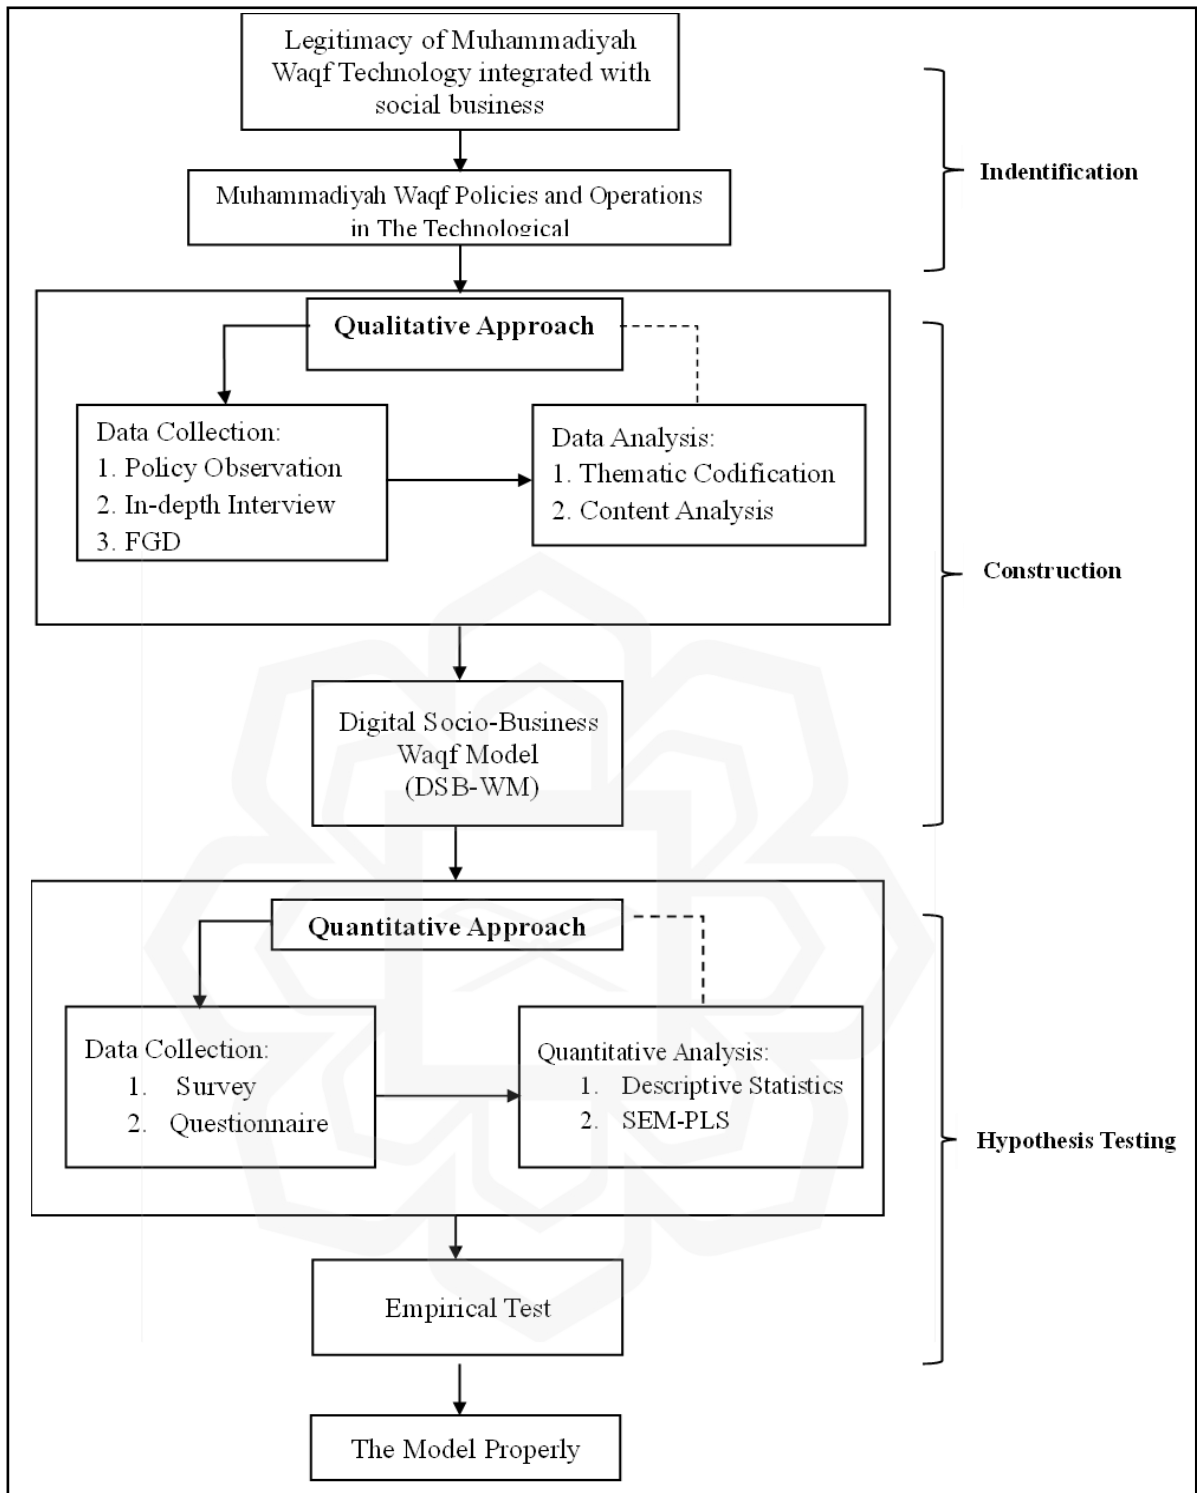 Legitimacy of Muhammadiyah
Waqf Technology integrated with
social business
Indentification
Muhammadiyah Waqf Policies and Operations
in The Technological
Qualitative Approach
Data Collection:
1. Policy Observation
2. In-depth Interview
3. FGD
Data Analysis:
1. Thematic Codification
2. Content Analysis
Construction
Digital Socio-Business
Waqf Model
(DSB-WM)
Quantitative Approach
Data Collection:
1. Survey
2. Questionnaire
Quantitative Analysis:
1. Descriptive Statistics
2. SEM-PLS
Hypothesis Testing
Empirical Test
The Model Properly